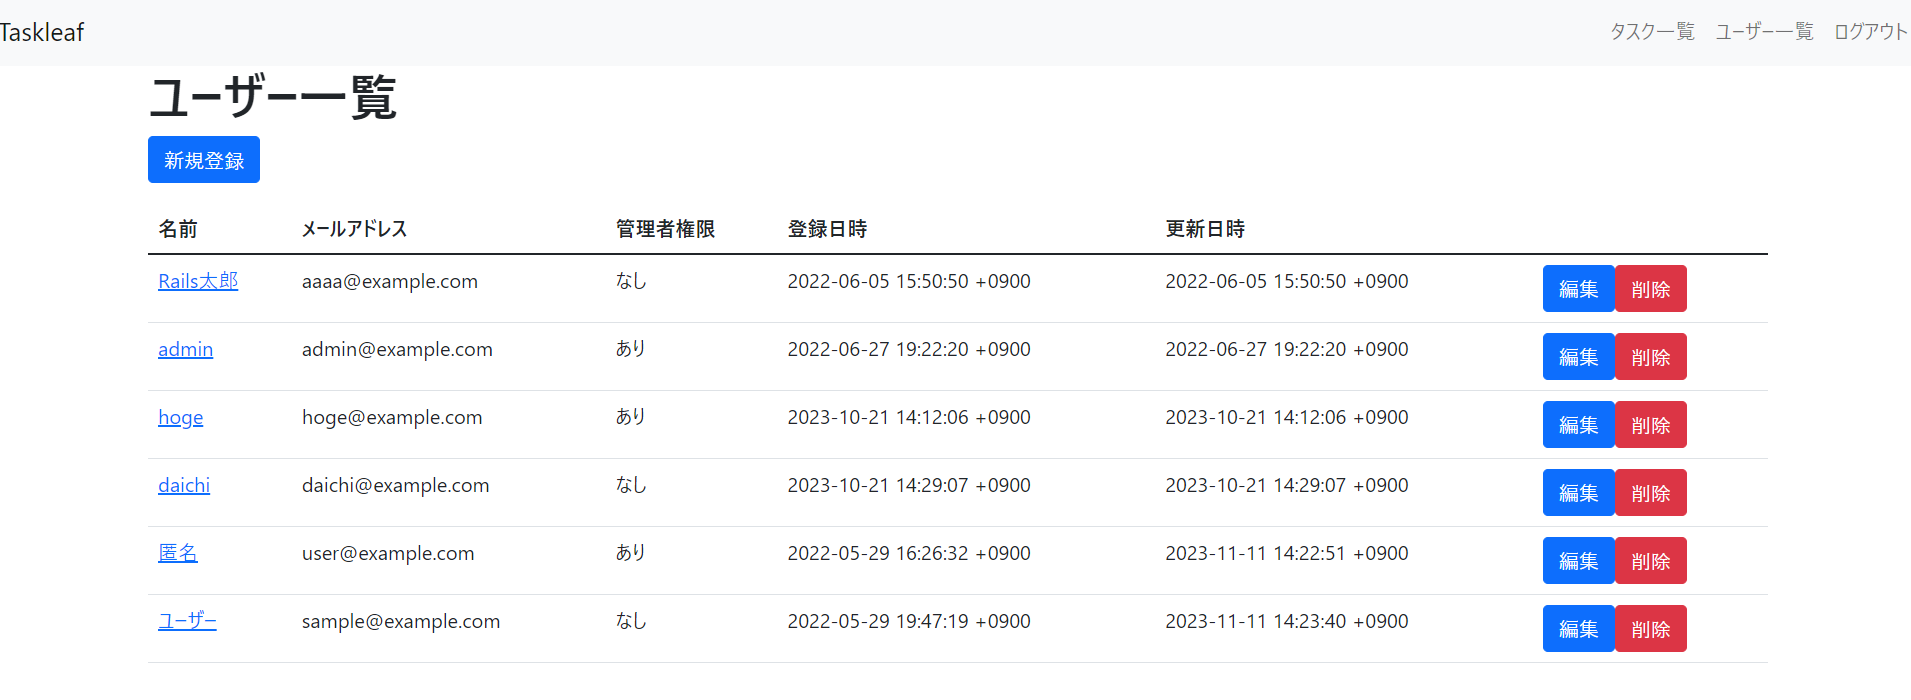 Taskleaf タスク一覧 ユーザー一覧 ログアウト
ユーザー一覧
新規登録
名前 メールアドレス 管理者権限 登録日時 更新日時
Rails太郎 aaaa@example.com なし 2022-06-05 15:50:50 +0900 2022-06-05 15:50:50 +0900 編集 削除
admin admin@example.com あり 2022-06-27 19:22:20 +0900 2022-06-27 19:22:20 +0900 編集 削除
hoge hoge@example.com あり 2023-10-21 14:12:06 +0900 2023-10-21 14:12:06 +0900 編集 削除
daichi daichi@example.com なし 2023-10-21 14:29:07 +0900 2023-10-21 14:29:07 +0900 編集 削除
匿名 user@example.com あり 2022-05-29 16:26:32 +0900 2023-11-11 14:22:51 +0900 編集 削除
ユーザー sample@example.com なし 2022-05-29 19:47:19 +0900 2023-11-11 14:23:40 +0900 編集 削除